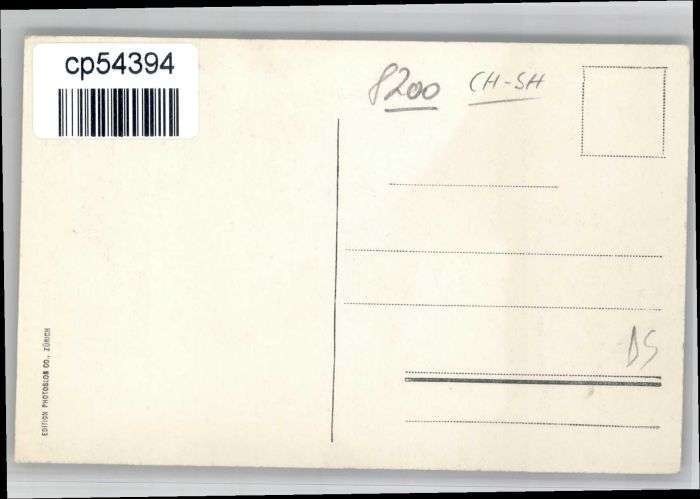 cp54394
8200 CH-SH
DS
EDITION PHOTOGLOB CO., ZÜRICH